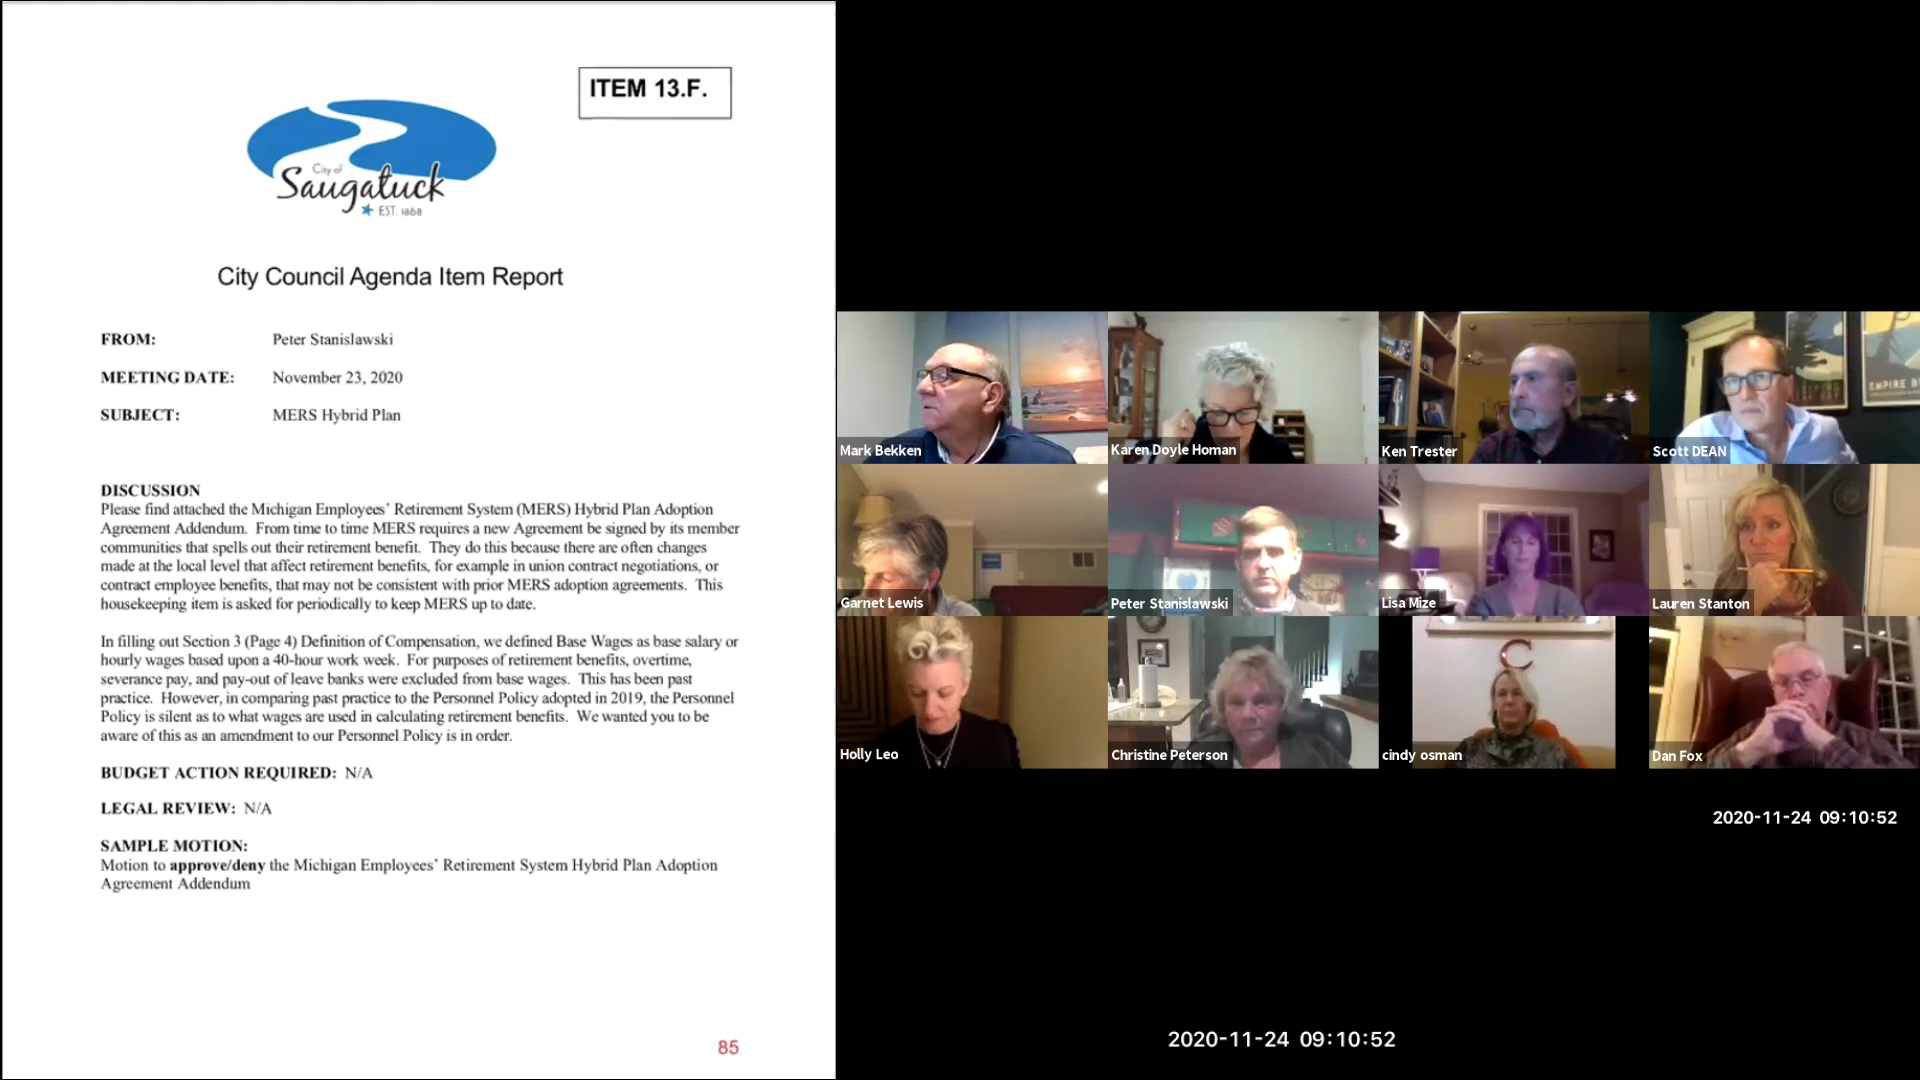 ITEM 13.F.
City of
Saugatuck
EST. 1868
City Council Agenda Item Report
FROM: Peter Stanislawski
MEETING DATE: November 23, 2020
SUBJECT: MERS Hybrid Plan
DISCUSSION
Please find attached the Michigan Employees' Retirement System (MERS) Hybrid Plan Adoption
Agreement Addendum. From time to time MERS requires a new Agreement be signed by its member
communities that spells out their retirement benefit. They do this because there are often changes
made at the local level that affect retirement benefits, for example in union contract negotiations, or
contract employee benefits, that may not be consistent with prior MERS adoption agreements. This
housekeeping item is asked for periodically to keep MERS up to date.
In filling out Section 3 (Page 4) Definition of Compensation, we defined Base Wages as base salary or
hourly wages based upon a 40-hour work week. For purposes of retirement benefits, overtime,
severance pay, and pay-out of leave banks were excluded from base wages. This has been past
practice. However, in comparing past practice to the Personnel Policy adopted in 2019, the Personnel
Policy is silent as to what wages are used in calculating retirement benefits. We wanted you to be
aware of this as an amendment to our Personnel Policy is in order.
BUDGET ACTION REQUIRED: N/A
LEGAL REVIEW: N/A
SAMPLE MOTION:
Motion to approve/deny the Michigan Employees' Retirement System Hybrid Plan Adoption
Agreement Addendum
85
EMPIRE B
Mark Bekken
Karen Doyle Homan
Ken Trester
Scott DEAN
Garnet Lewis
Peter Stanislawski
Lisa Mize
Lauren Stanton
C
Holly Leo
Christine Peterson
cindy osman
Dan Fox
2020-11-24 09:10:52
2020-11-24 09:10:52